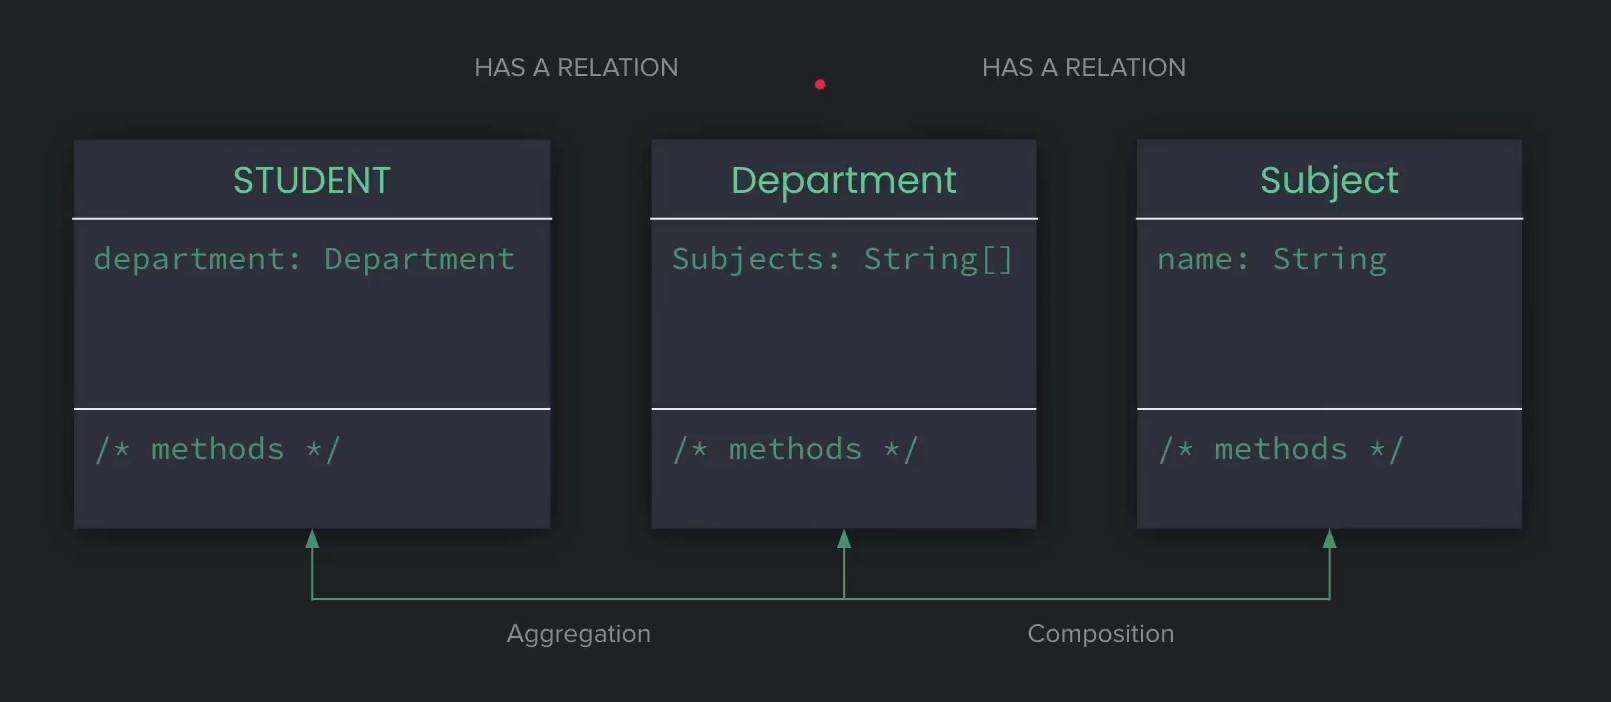 HAS A RELATION
HAS A RELATION
STUDENT
department: Department
/* methods */
Department
Subjects: String[]
/* methods */
Subject
name: String
/* methods */
Aggregation
Composition